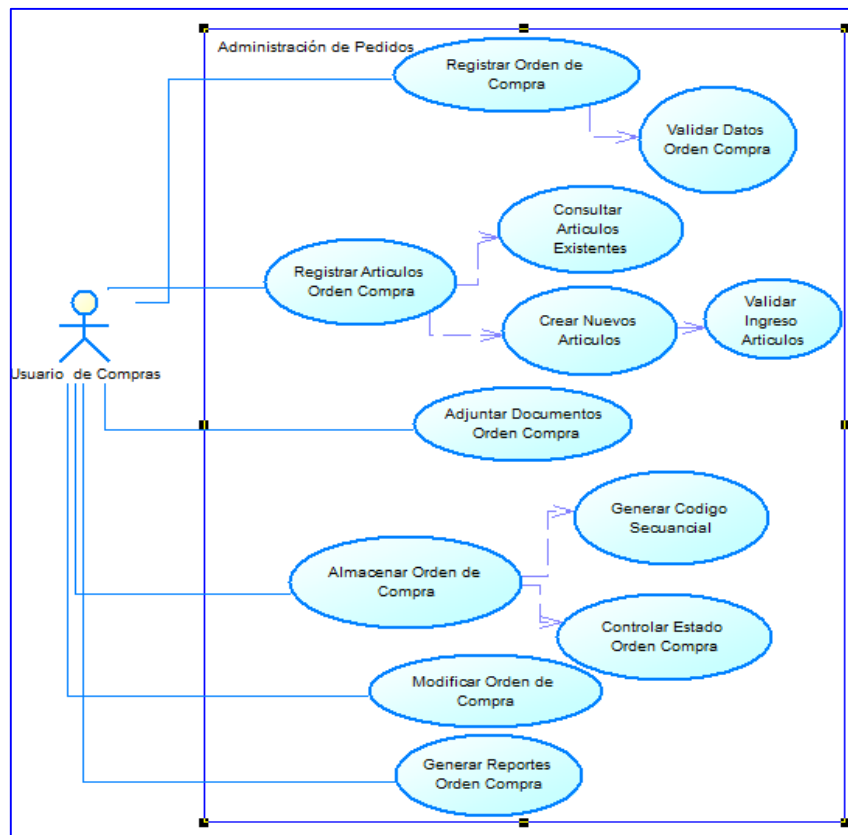 Administración de Pedidos
Registrar Orden de
Compra
Validar Datos
Orden Compra
Consultar
Articulos
Existentes
Registrar Articulos
Orden Compra
Crear Nuevos
Articulos
Validar
Ingreso
Articulos
Usuario de Compras
Adjuntar Documentos
Orden Compra
Generar Codigo
Secuancial
Almacenar Orden de
Compra
Controlar Estado
Orden Compra
Modificar Orden de
Compra
Generar Reportes
Orden Compra